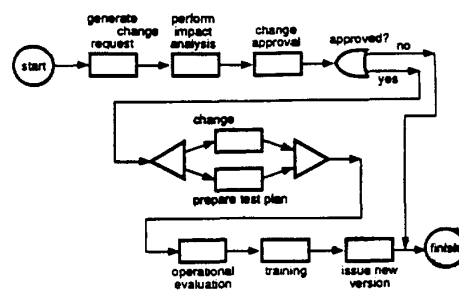 generate change request
perform impact analysis
change approval
approved?
no
start
yes
change
prepare test plan
finish
operational evaluation
training
issue new version